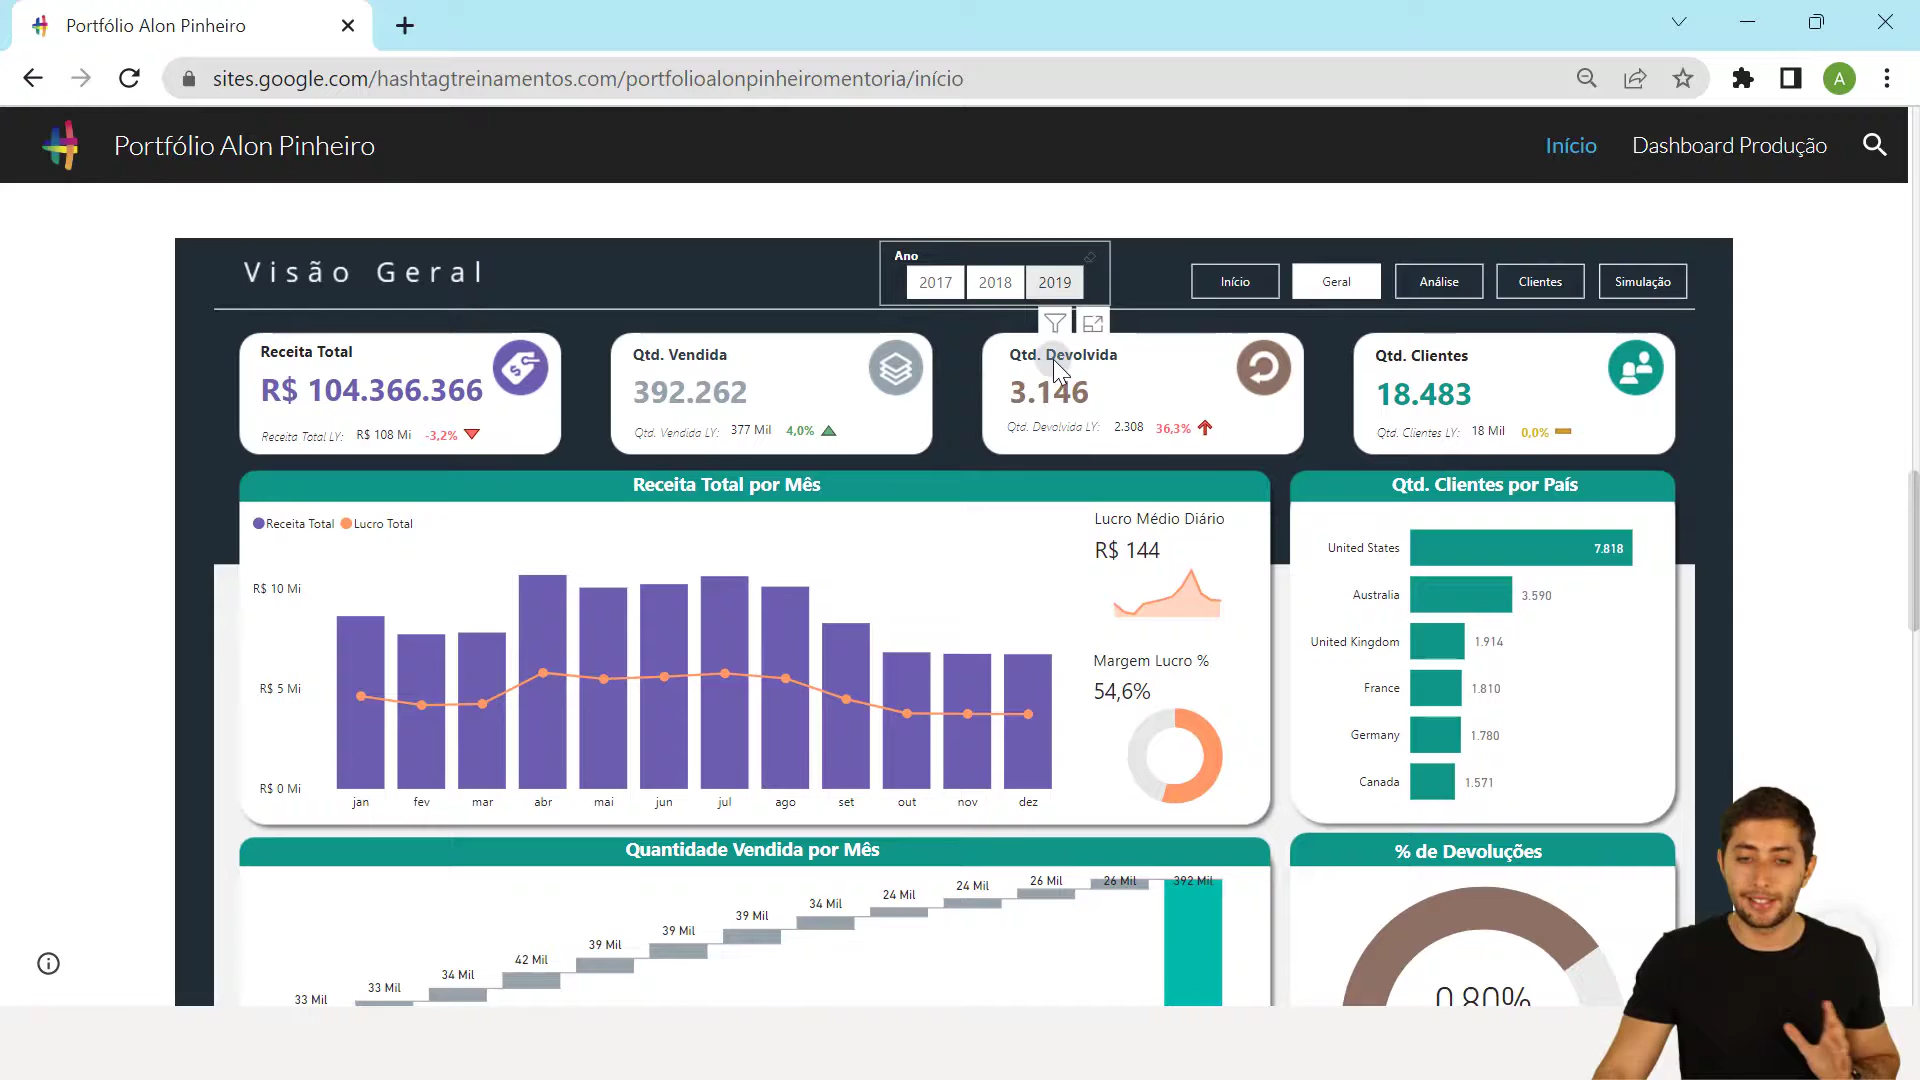 Portfólio Alon Pinheiro
sites.google.com/hashtagtreinamentos.com/portfolioalonpinheiromentoria/início
A
Portfólio Alon Pinheiro
Início
Dashboard Produção
Visão Geral
Ano
2017
2018
2019
Início
Geral
Análise
Clientes
Simulação
Receita Total
R$ 104.366.366
Receita Total LY: R$ 108 Mi -3,2%
Qtd. Vendida
392.262
Qtd. Vendida LY: 377 Mil 4,0%
Qtd. Devolvida
3.146
Qtd. Devolvida LY: 2.308 36,3%
Qtd. Clientes
18.483
Qtd. Clientes LY: 18 Mil 0,0%
Receita Total por Mês
Receita Total Lucro Total
R$ 10 Mi
R$ 5 Mi
R$ 0 Mi
jan fev mar abr mai jun jul ago set out nov dez
Lucro Médio Diário
R$ 144
Margem Lucro %
54,6%
Qtd. Clientes por País
United States 7.818
Australia 3.590
United Kingdom 1.914
France 1.810
Germany 1.780
Canada 1.571
Quantidade Vendida por Mês
33 Mil 33 Mil 34 Mil 42 Mil 39 Mil 39 Mil 39 Mil 34 Mil 24 Mil 24 Mil 26 Mil 26 Mil 392 Mil
% de Devoluções
0,80%